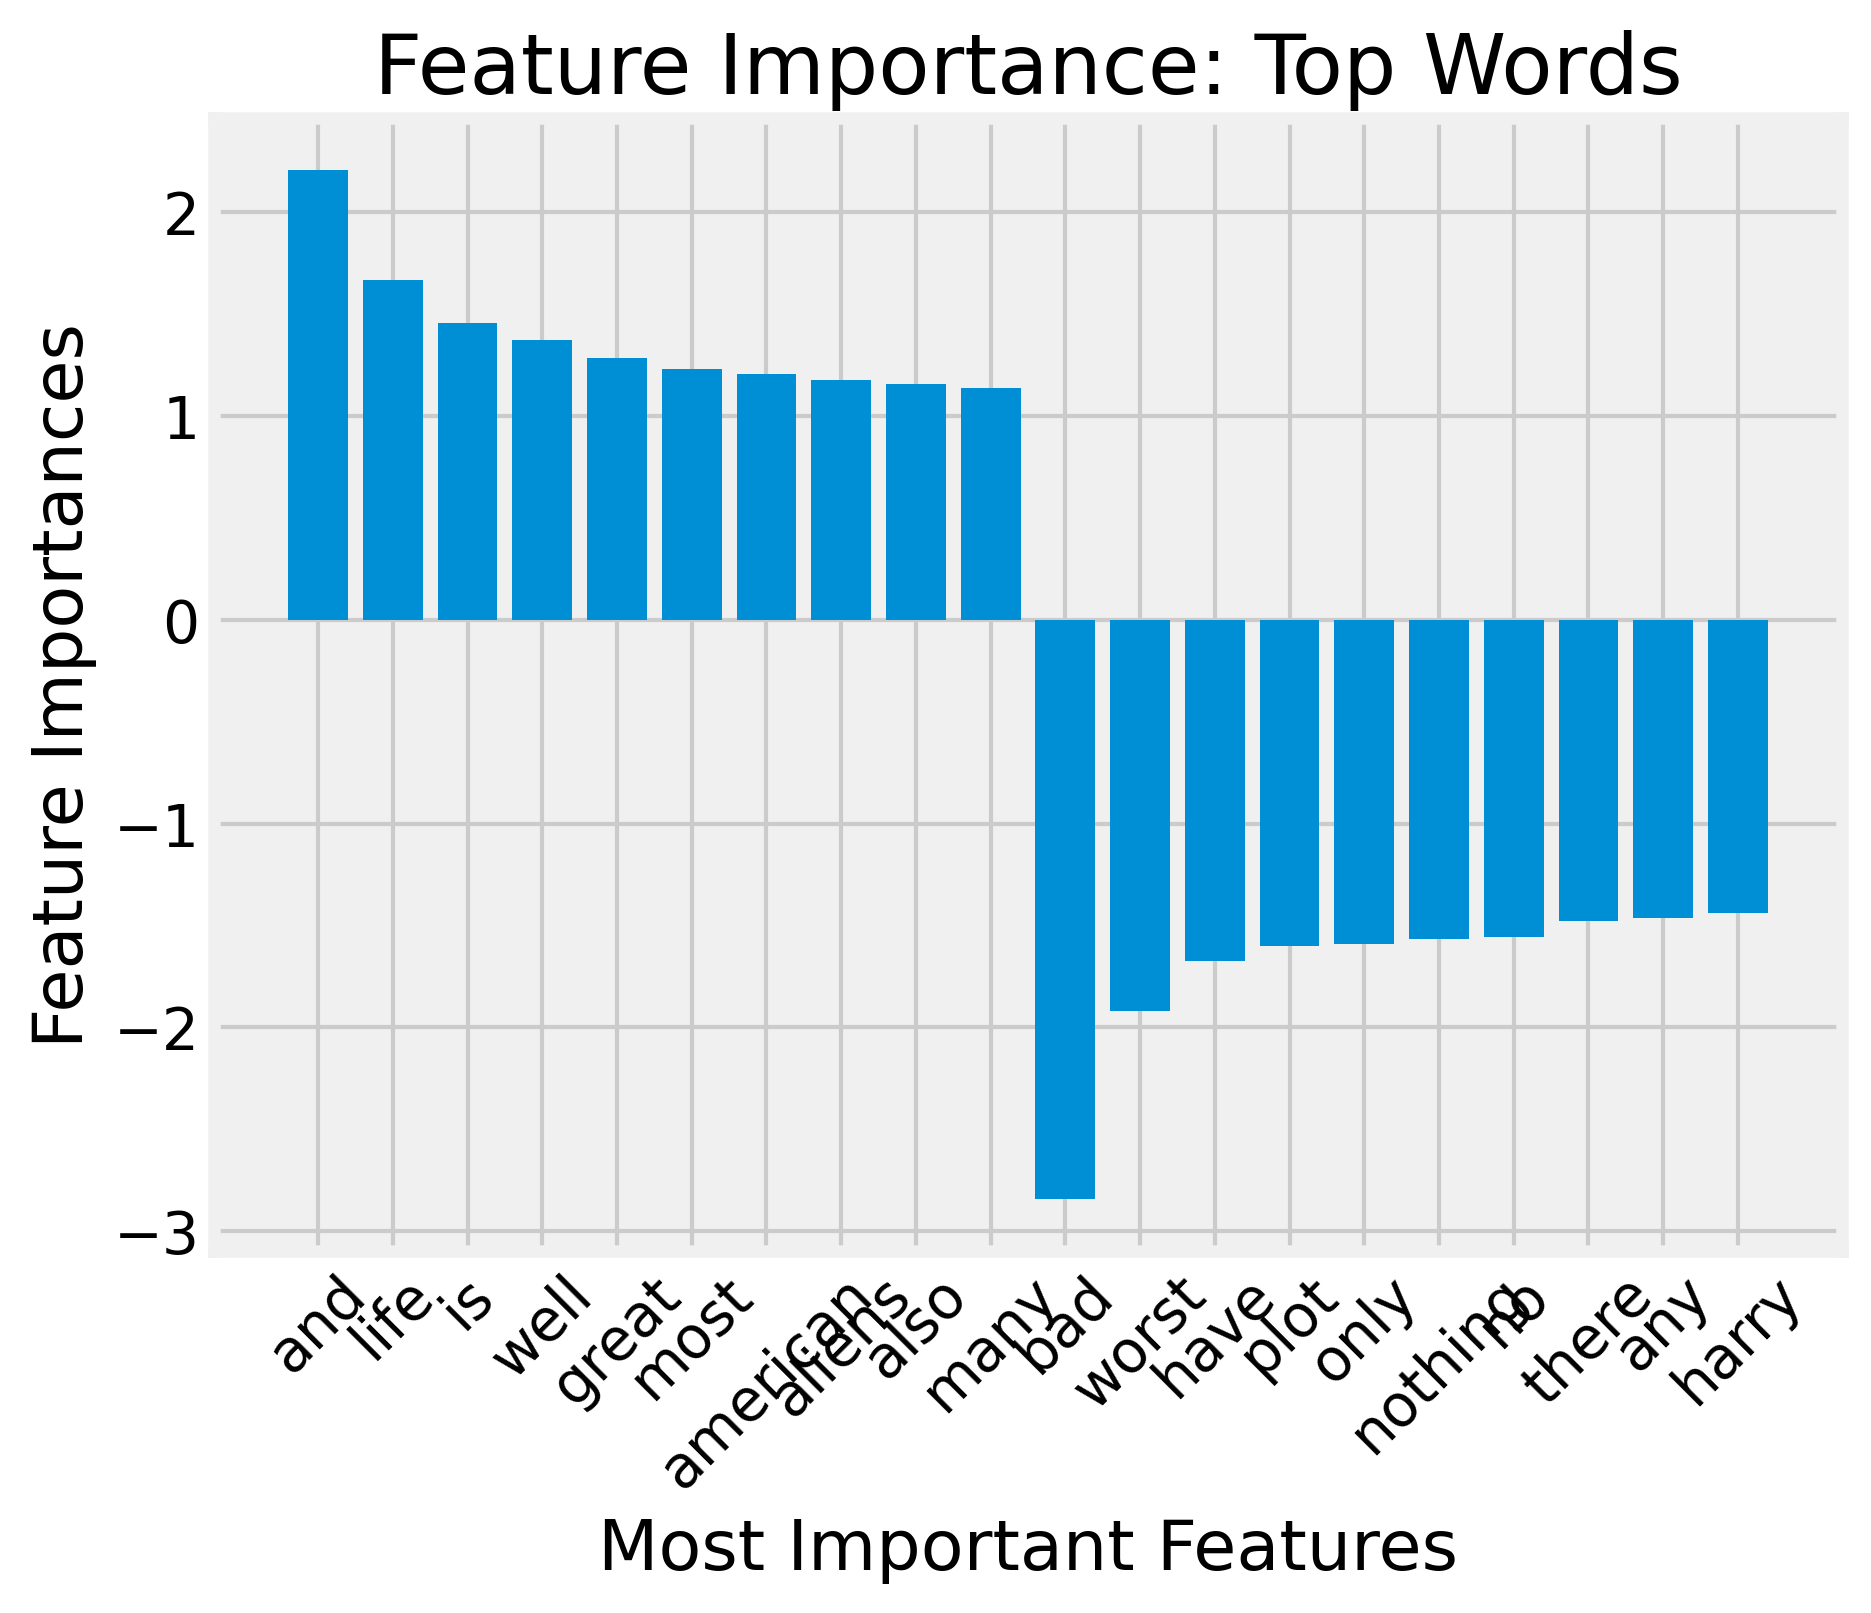 Feature Importance: Top Words
Feature Importances
2
1
0
−1
−2
−3
and
life
is
well
great
most
american
aliens
also
many
bad
worst
have
plot
only
nothing
no
there
any
harry
Most Important Features